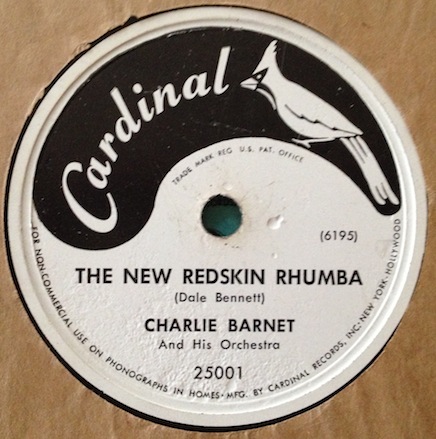 Cardinal
TRADE MARK REG. U.S. PAT. OFFICE
(6195)
THE NEW REDSKIN RHUMBA
(Dale Bennett)
CHARLIE BARNET
And His Orchestra
25001
FOR NON-COMMERCIAL USE ON PHONOGRAPHS IN HOMES•MFG. BY CARDINAL RECORDS, INC•NEW YORK-HOLLYWOOD